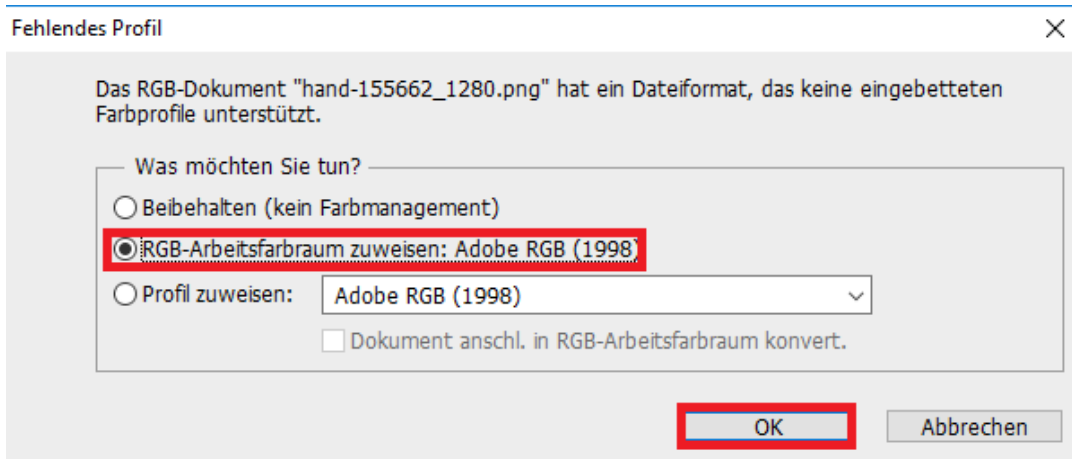 Fehlendes Profil
Das RGB-Dokument "hand-155662_1280.png" hat ein Dateiformat, das keine eingebetteten
Farbprofile unterstützt.
Was möchten Sie tun?
Beibehalten (kein Farbmanagement)
RGB-Arbeitsfarbraum zuweisen: Adobe RGB (1998)
Profil zuweisen: Adobe RGB (1998)
Dokument anschl. in RGB-Arbeitsfarbraum konvert.
OK Abbrechen